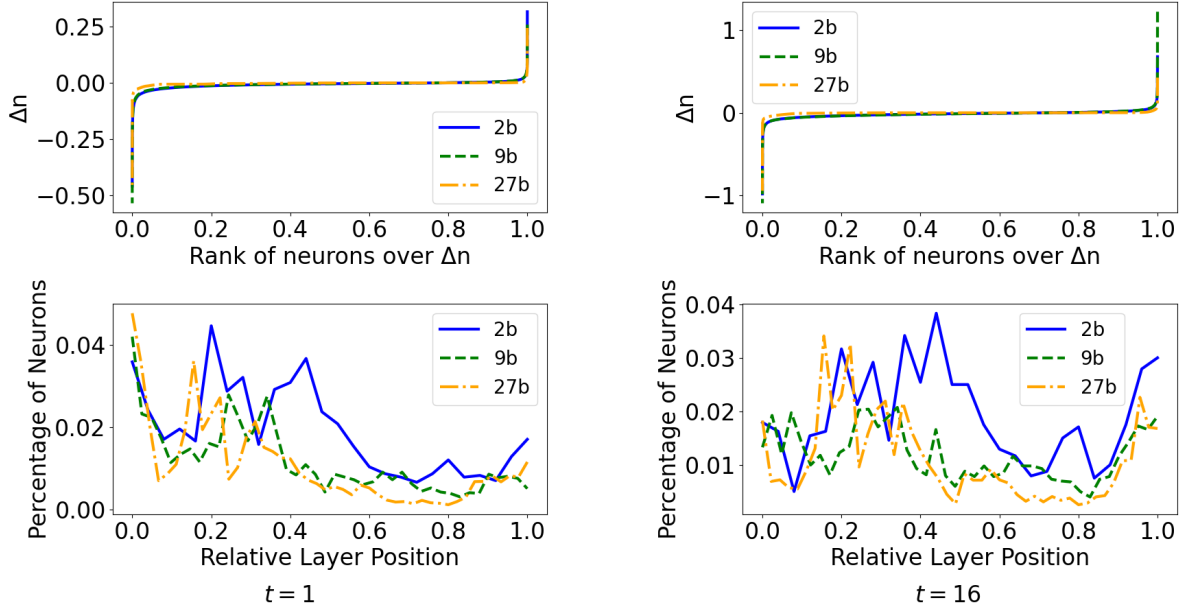 0.25
0.00
−0.25
−0.50
Δn
2b
9b
27b
0.0 0.2 0.4 0.6 0.8 1.0
Rank of neurons over Δn
1
0
−1
Δn
2b
9b
27b
0.0 0.2 0.4 0.6 0.8 1.0
Rank of neurons over Δn
0.04
0.02
0.00
Percentage of Neurons
2b
9b
27b
0.0 0.2 0.4 0.6 0.8 1.0
Relative Layer Position
t = 1
0.04
0.03
0.02
0.01
Percentage of Neurons
2b
9b
27b
0.0 0.2 0.4 0.6 0.8 1.0
Relative Layer Position
t = 16